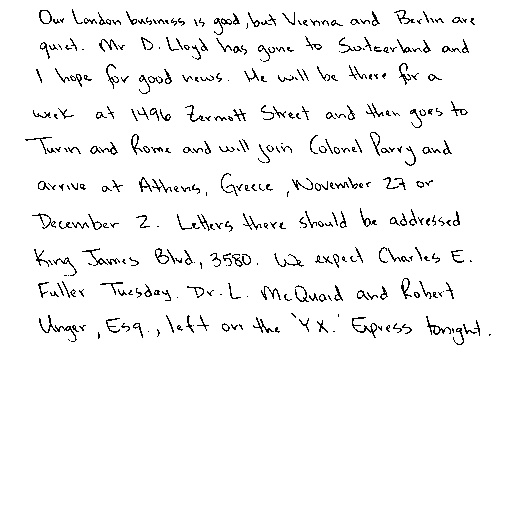 Our London business is good, but Vienna and Berlin are
quiet. Mr D. Lloyd has gone to Switzerland and
I hope for good news. He will be there for a
week at 1496 Zermott Street and then goes to
Turin and Rome and will join Colonel Parry and
arrive at Athens, Greece, November 27 or
December 2. Letters there should be addressed
King James Blvd., 3580. We expect Charles E.
Fuller Tuesday. Dr. L. McQuaid and Robert
Unger, Esq., left on the 'Y X.' Express tonight.